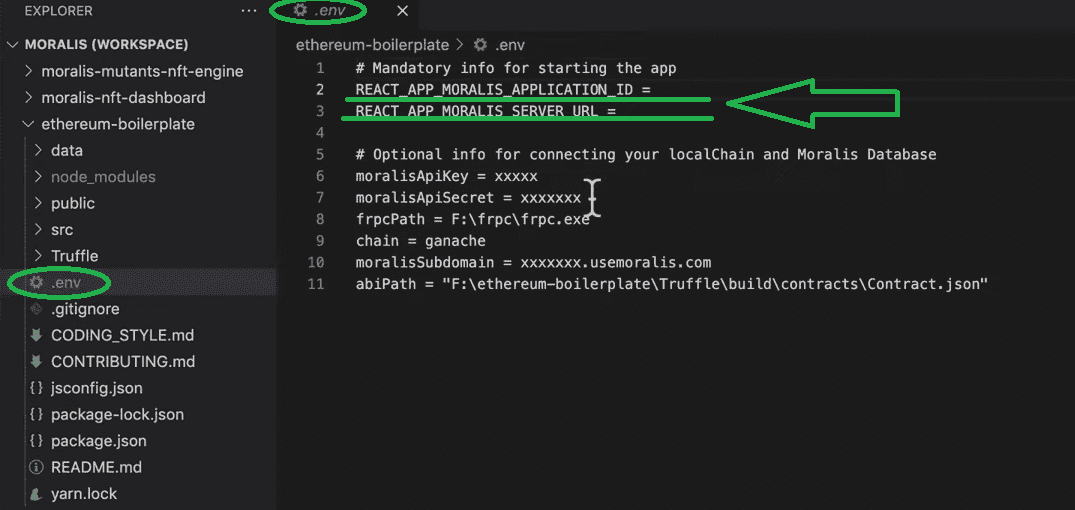 EXPLORER
...
MORALIS (WORKSPACE)
moralis-mutants-nft-engine
moralis-nft-dashboard
ethereum-boilerplate
data
node_modules
public
src
Truffle
.env
.gitignore
CODING_STYLE.md
CONTRIBUTING.md
jsconfig.json
package-lock.json
package.json
README.md
yarn.lock
.env
ethereum-boilerplate > .env
1 # Mandatory info for starting the app
2 REACT_APP_MORALIS_APPLICATION_ID =
3 REACT_APP_MORALIS_SERVER_URL =
4
5 # Optional info for connecting your localChain and Moralis Database
6 moralisApiKey = xxxxx
7 moralisApiSecret = xxxxxxx
8 frpcPath = F:\frpc\frpc.exe
9 chain = ganache
10 moralisSubdomain = xxxxxxx.usemoralis.com
11 abiPath = "F:\ethereum-boilerplate\Truffle\build\contracts\Contract.json"